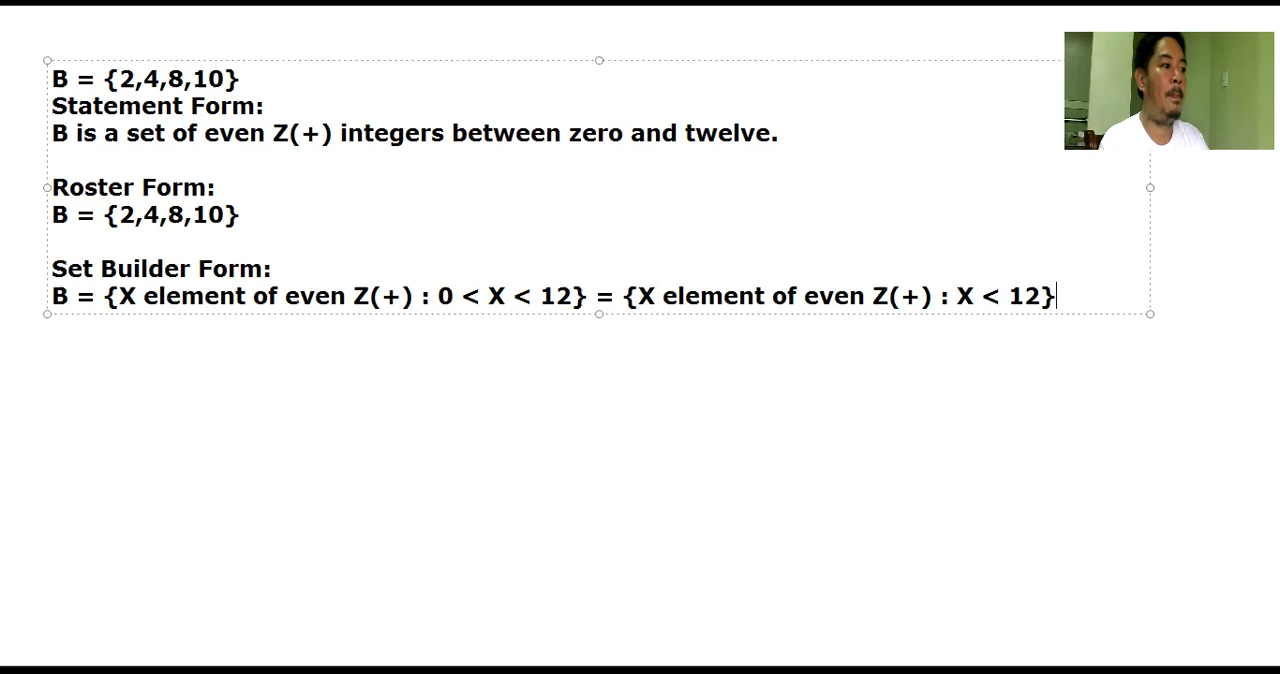 B = {2,4,8,10}
Statement Form:
B is a set of even Z(+) integers between zero and twelve.
Roster Form:
B = {2,4,8,10}
Set Builder Form:
B = {X element of even Z(+) : 0 < X < 12} = {X element of even Z(+) : X < 12}